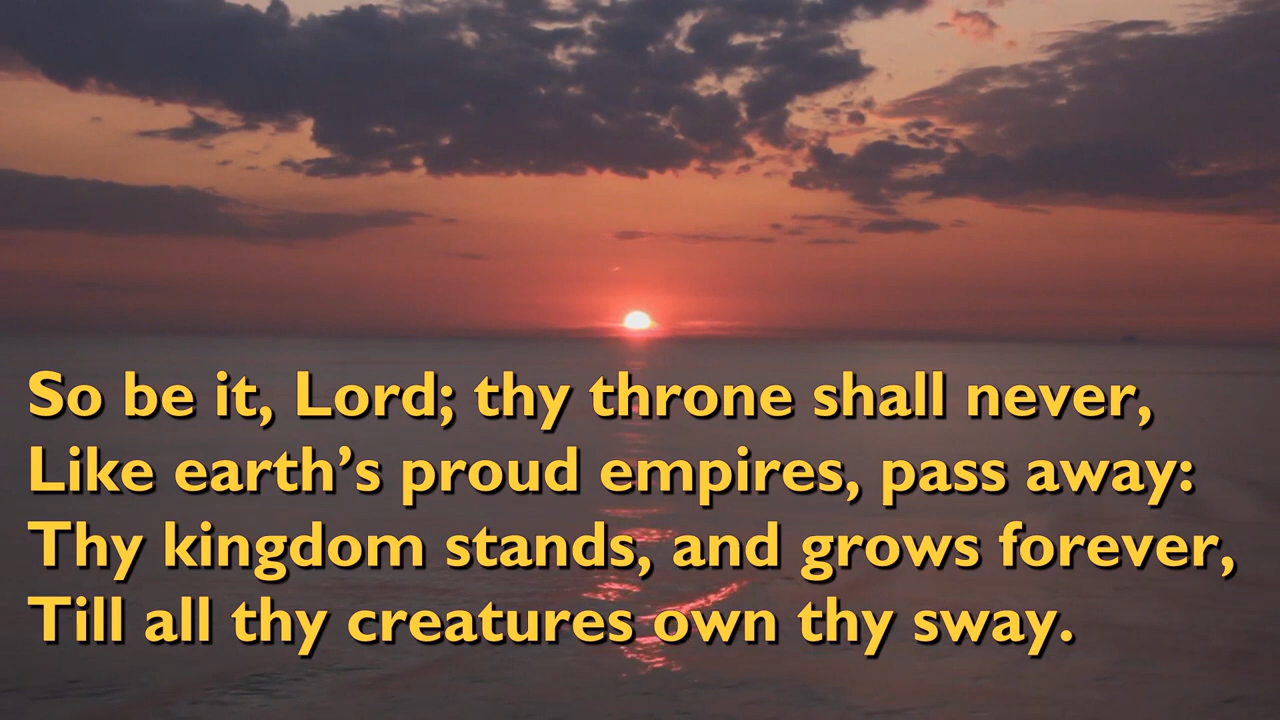 So be it, Lord; thy throne shall never,
Like earth’s proud empires, pass away:
Thy kingdom stands, and grows forever,
Till all thy creatures own thy sway.